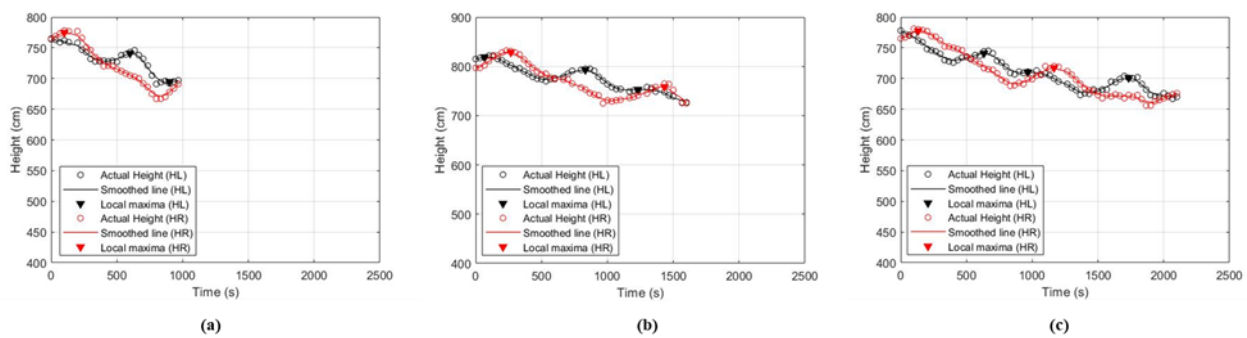 800
750
700
650
600
550
500
450
400
Height (cm)
Actual Height (HL)
Smoothed line (HL)
Local maxima (HL)
Actual Height (HR)
Smoothed line (HR)
Local maxima (HR)
0 500 1000 1500 2000 2500
Time (s)
(a)
900
800
700
600
500
400
Height (cm)
Actual Height (HL)
Smoothed line (HL)
Local maxima (HL)
Actual Height (HR)
Smoothed line (HR)
Local maxima (HR)
0 500 1000 1500 2000 2500
Time (s)
(b)
800
750
700
650
600
550
500
450
400
Height (cm)
Actual Height (HL)
Smoothed line (HL)
Local maxima (HL)
Actual Height (HR)
Smoothed line (HR)
Local maxima (HR)
0 500 1000 1500 2000 2500
Time (s)
(c)